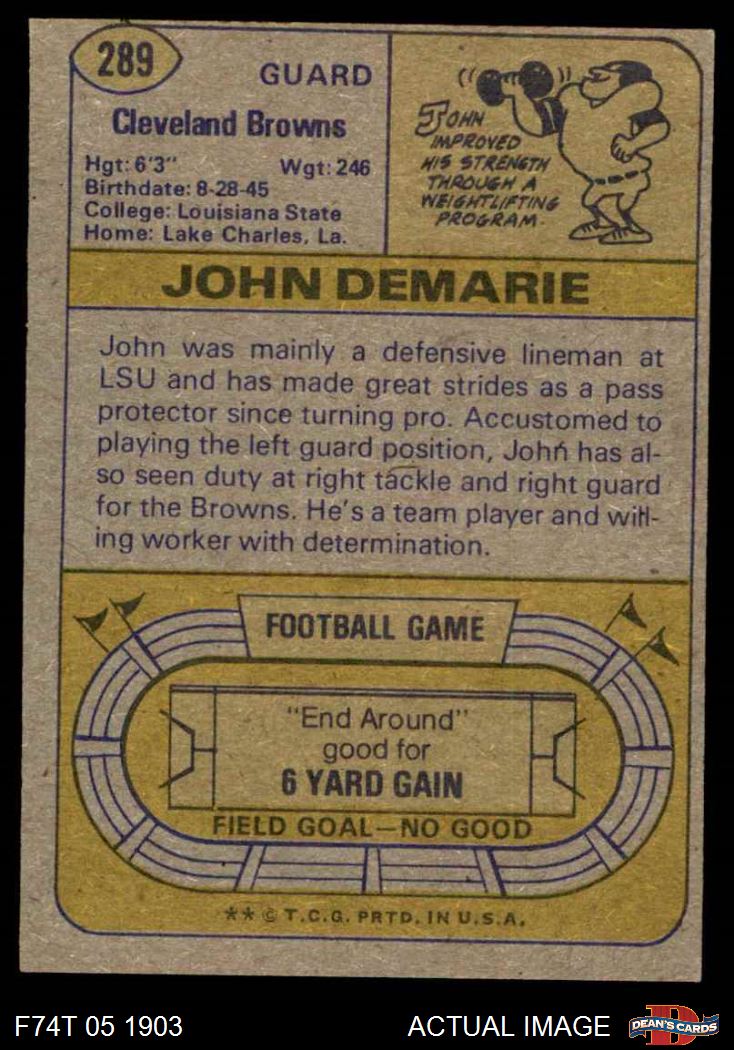 289
GUARD
Cleveland Browns
Hgt: 6'3" Wgt: 246
Birthdate: 8-28-45
College: Louisiana State
Home: Lake Charles, La.
JOHN
IMPROVED
HIS STRENGTH
THROUGH A
WEIGHTLIFTING
PROGRAM.
JOHN DEMARIE
John was mainly a defensive lineman at
LSU and has made great strides as a pass
protector since turning pro. Accustomed to
playing the left guard position, John has al-
so seen duty at right tackle and right guard
for the Browns. He's a team player and will-
ing worker with determination.
FOOTBALL GAME
"End Around"
good for
6 YARD GAIN
FIELD GOAL—NO GOOD
** © T.C.G. PRTD. IN U.S.A.
F74T 05 1903
ACTUAL IMAGE
D
DEAN'S CARDS